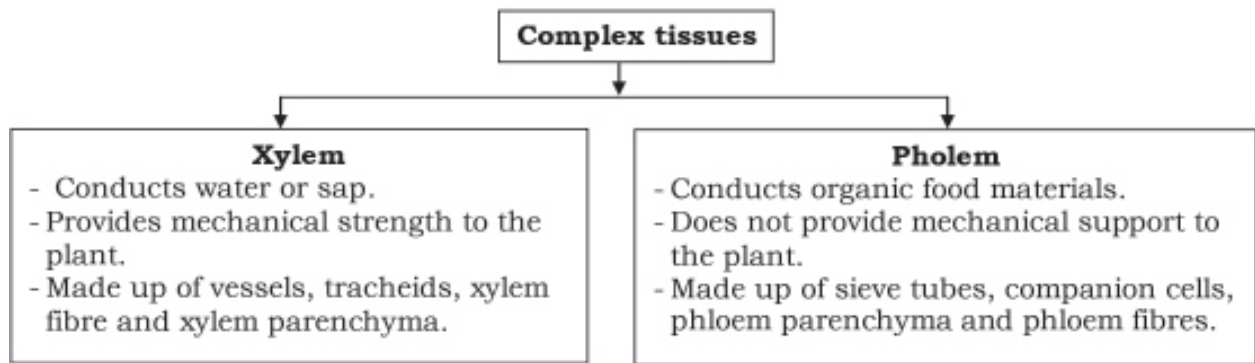 Complex tissues
Xylem
- Conducts water or sap.
- Provides mechanical strength to the
plant.
- Made up of vessels, tracheids, xylem
fibre and xylem parenchyma.
Pholem
- Conducts organic food materials.
- Does not provide mechanical support to
the plant.
- Made up of sieve tubes, companion cells,
phloem parenchyma and phloem fibres.